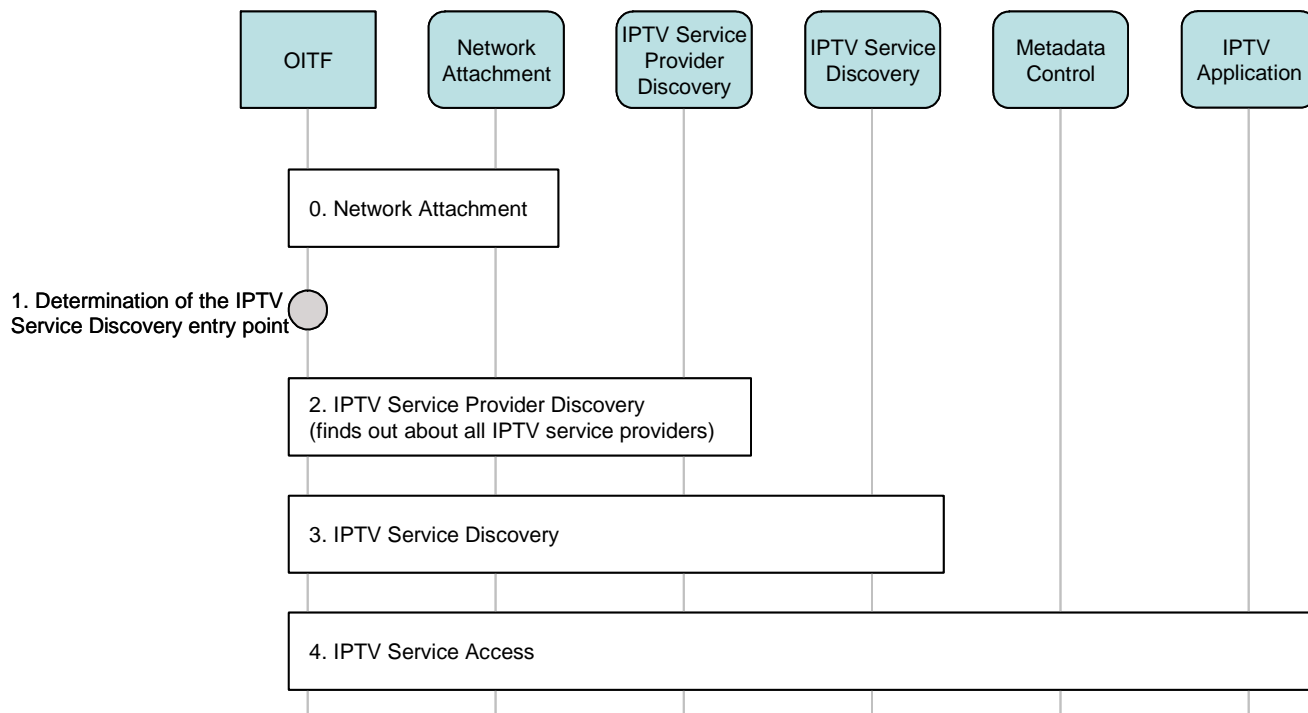 OITF
Network
Attachment
IPTV Service
Provider
Discovery
IPTV Service
Discovery
Metadata
Control
IPTV
Application
0. Network Attachment
1. Determination of the IPTV
Service Discovery entry point
2. IPTV Service Provider Discovery
(finds out about all IPTV service providers)
3. IPTV Service Discovery
4. IPTV Service Access